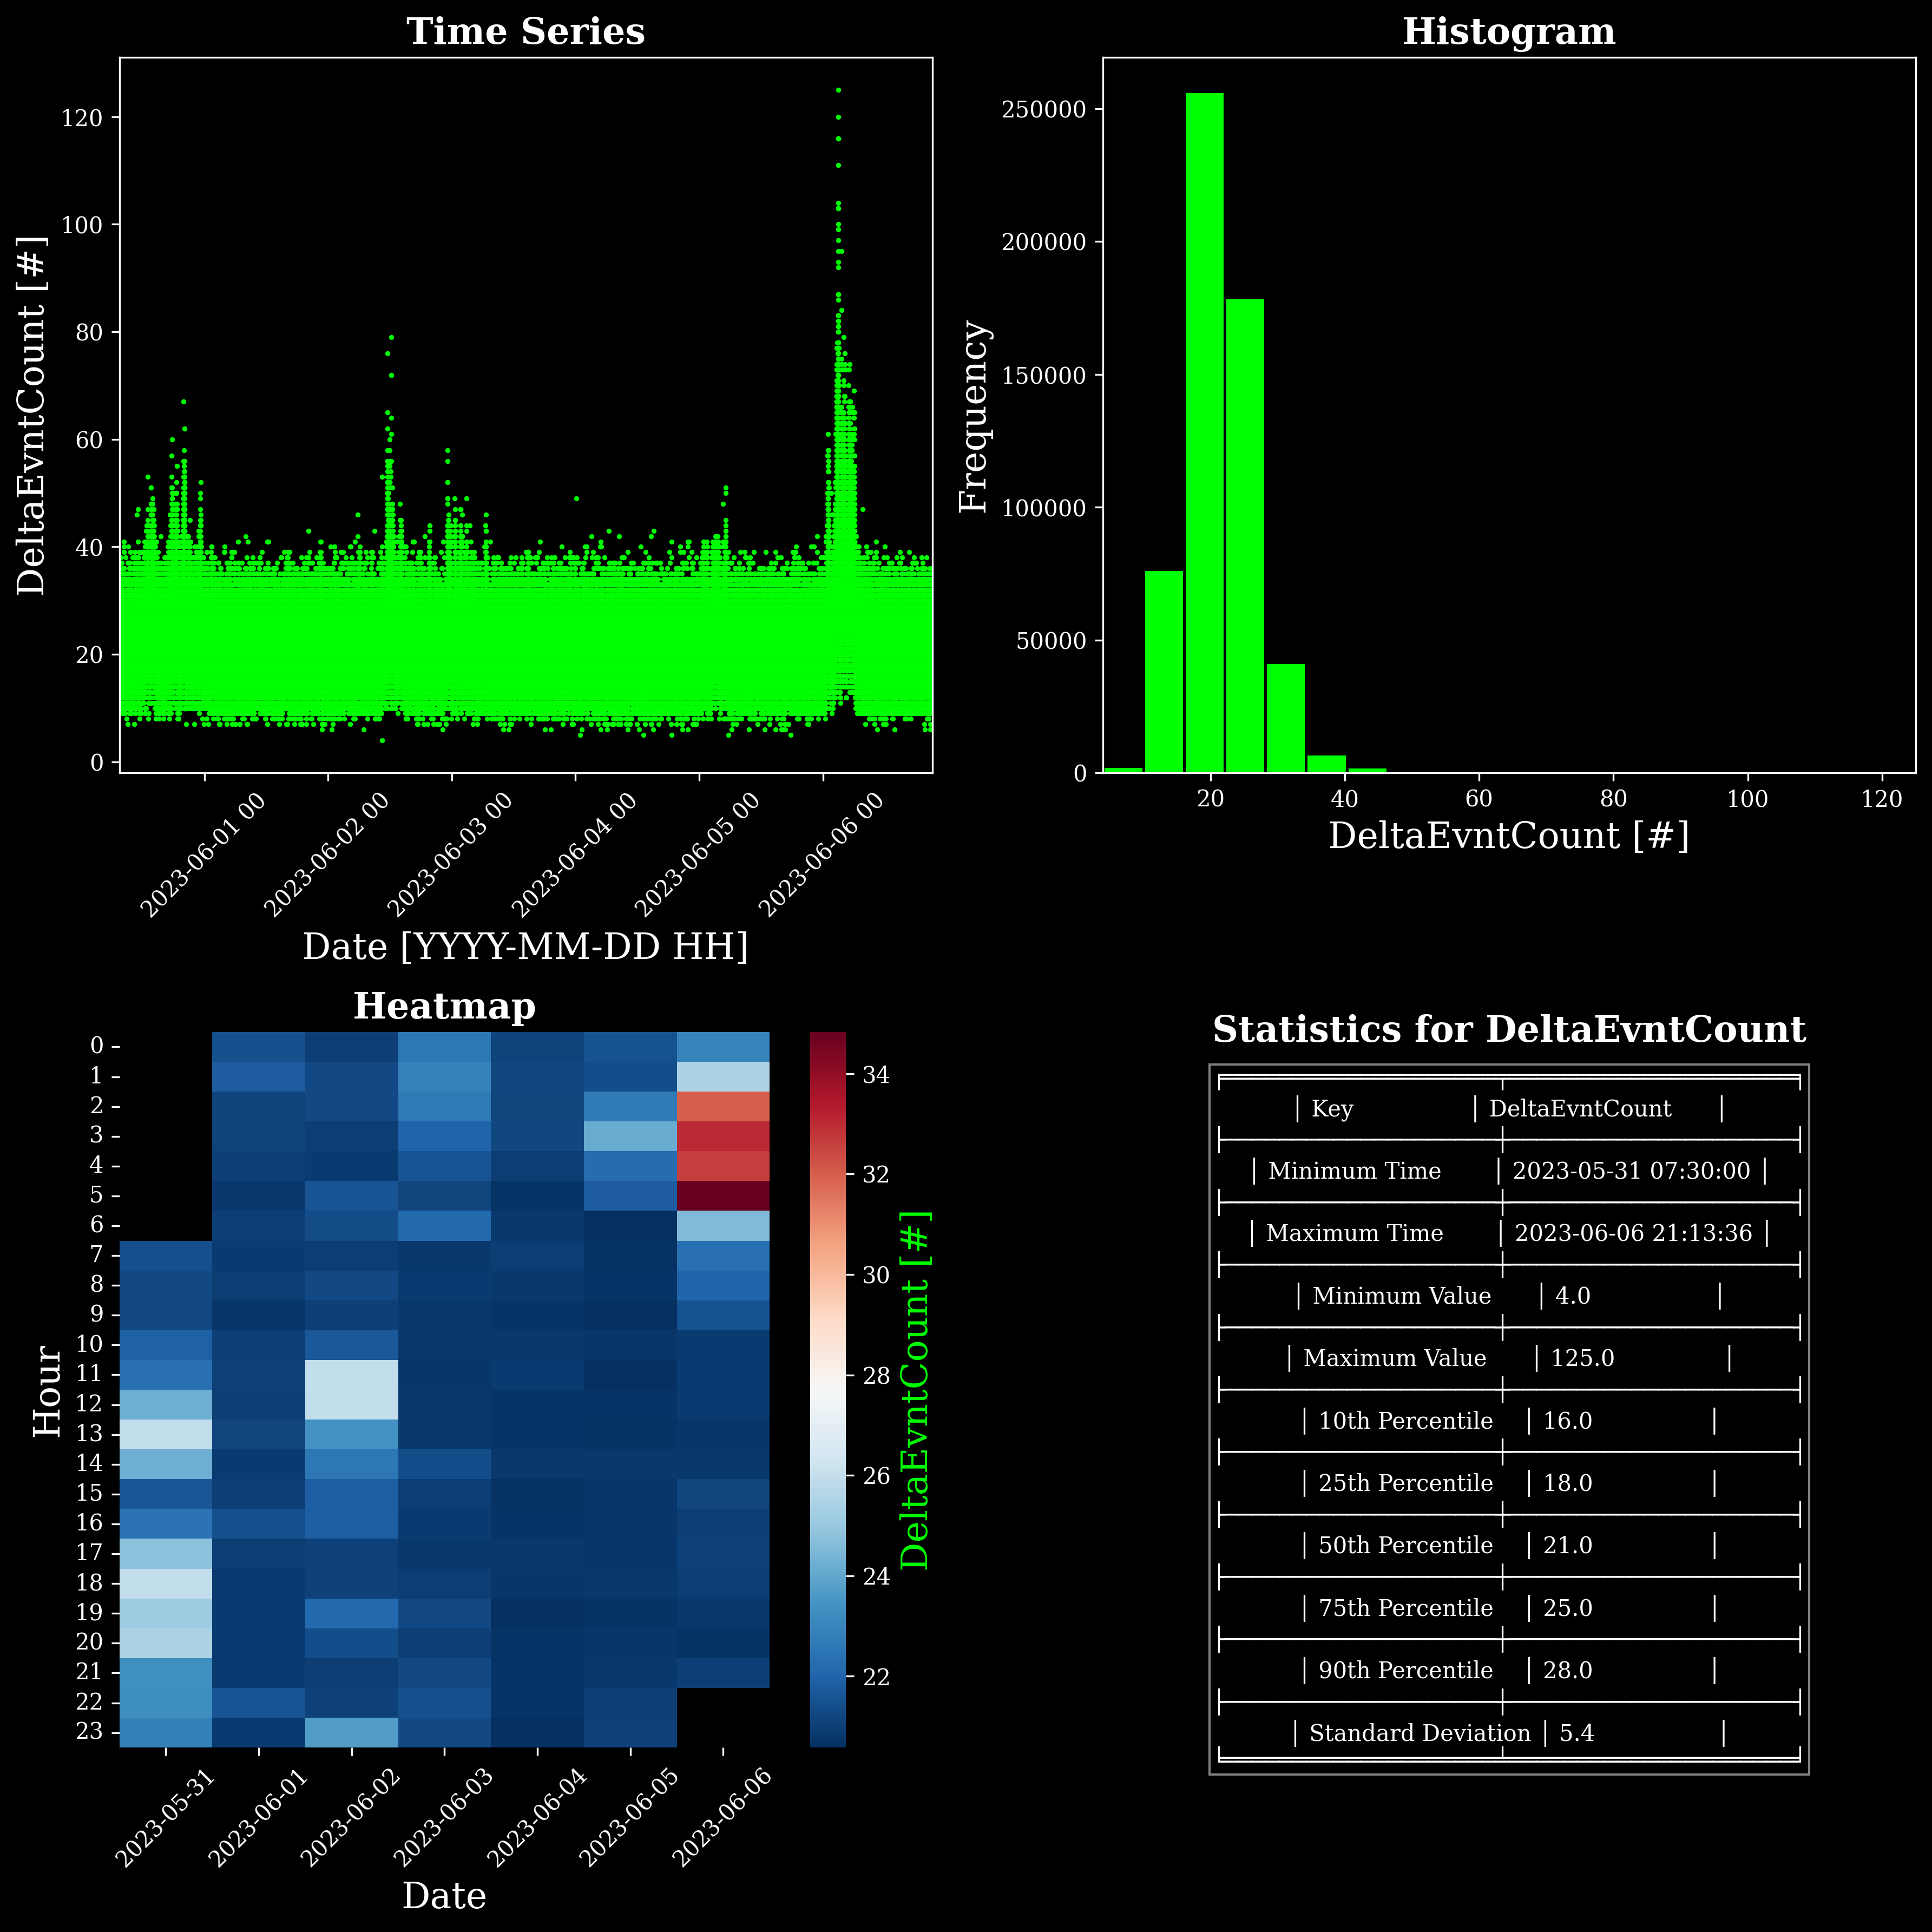 Time Series
DeltaEvntCount [#]
120
100
80
60
40
20
0
2023-06-01 00
2023-06-02 00
2023-06-03 00
2023-06-04 00
2023-06-05 00
2023-06-06 00
Date [YYYY-MM-DD HH]
Histogram
Frequency
250000
200000
150000
100000
50000
0
20 40 60 80 100 120
DeltaEvntCount [#]
Heatmap
Hour
0
1
2
3
4
5
6
7
8
9
10
11
12
13
14
15
16
17
18
19
20
21
22
23
2023-05-31
2023-06-01
2023-06-02
2023-06-03
2023-06-04
2023-06-05
2023-06-06
Date
34
32
30
28
26
24
22
DeltaEvntCount [#]
Statistics for DeltaEvntCount
| Key | DeltaEvntCount |
| Minimum Time | 2023-05-31 07:30:00 |
| Maximum Time | 2023-06-06 21:13:36 |
| Minimum Value | 4.0 |
| Maximum Value | 125.0 |
| 10th Percentile | 16.0 |
| 25th Percentile | 18.0 |
| 50th Percentile | 21.0 |
| 75th Percentile | 25.0 |
| 90th Percentile | 28.0 |
| Standard Deviation | 5.4 |